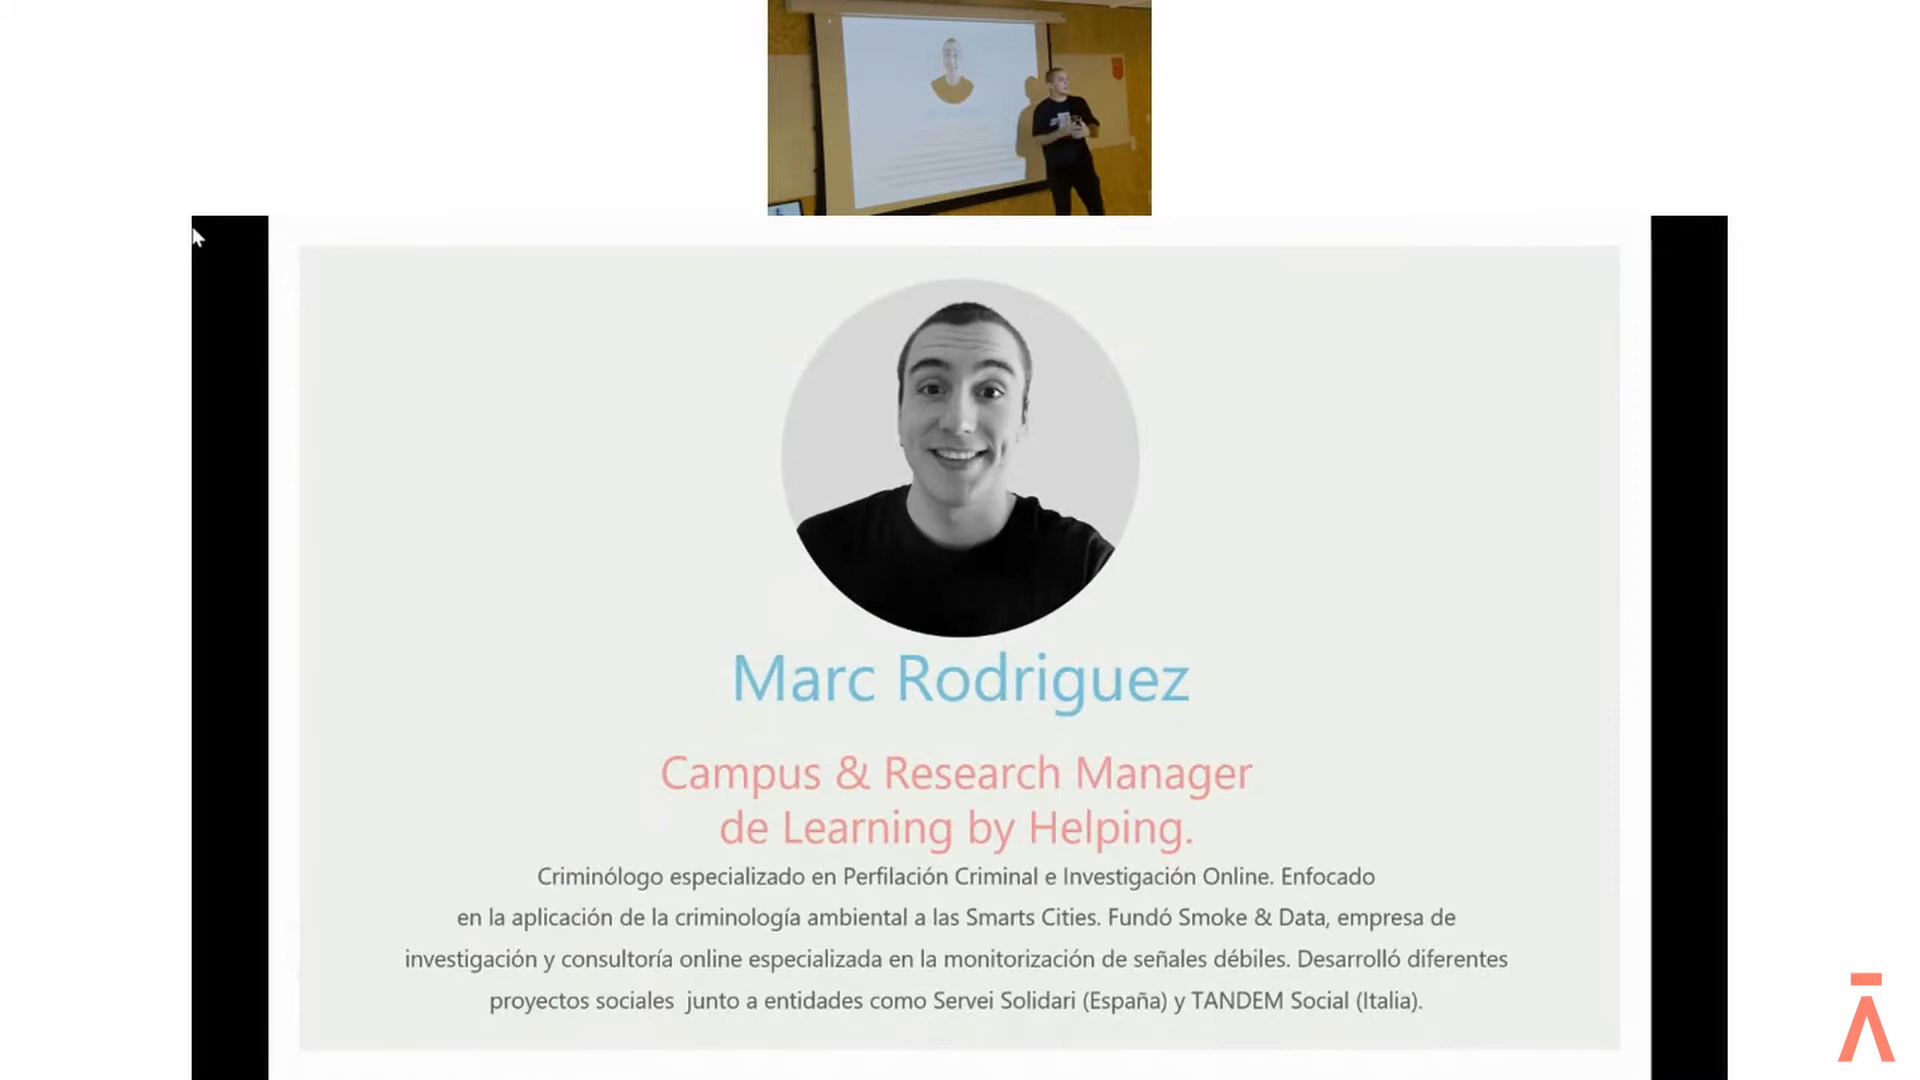 Marc Rodriguez
Campus & Research Manager
de Learning by Helping.
Criminólogo especializado en Perfilación Criminal e Investigación Online. Enfocado
en la aplicación de la criminología ambiental a las Smarts Cities. Fundó Smoke & Data, empresa de
investigación y consultoría online especializada en la monitorización de señales débiles. Desarrolló diferentes
proyectos sociales junto a entidades como Servei Solidari (España) y TANDEM Social (Italia).